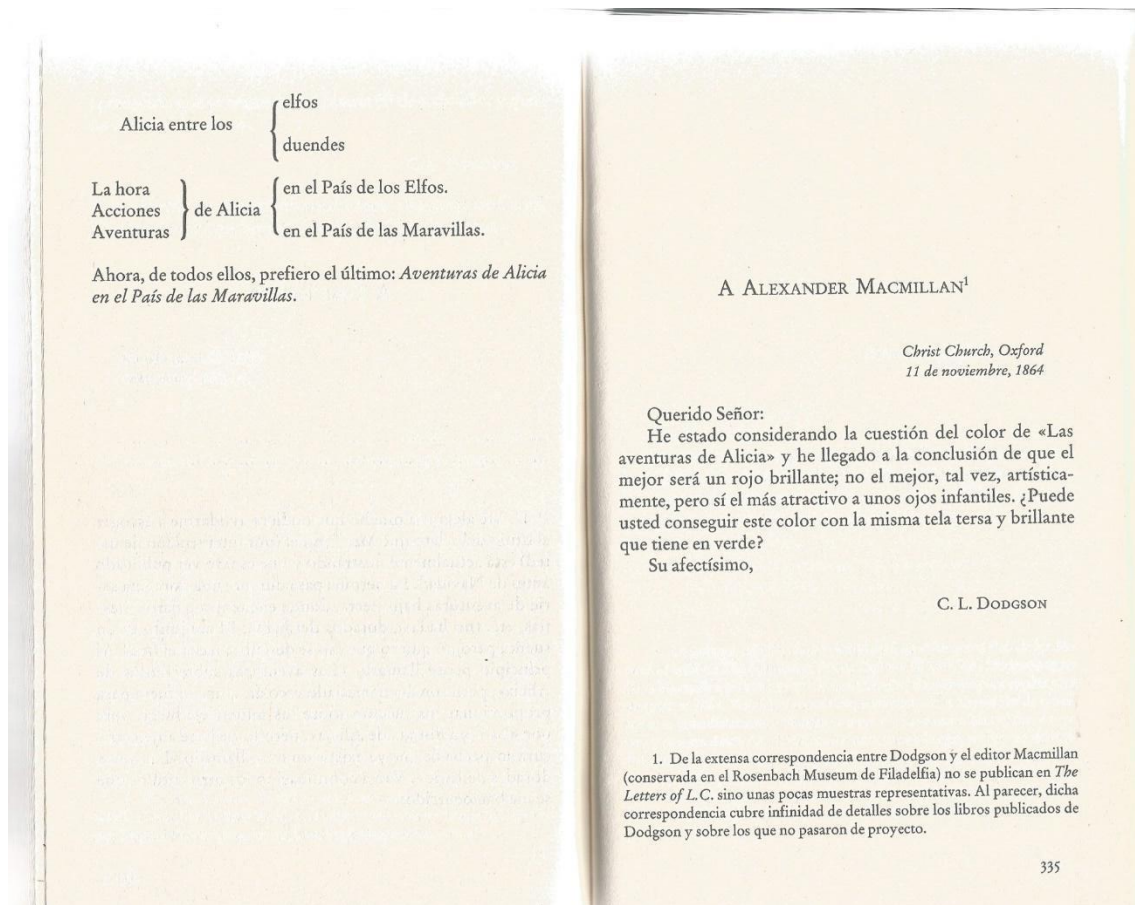 Alicia entre los { elfos
duendes
La hora
Acciones
Aventuras } de Alicia { en el País de los Elfos.
en el País de las Maravillas.
Ahora, de todos ellos, prefiero el último: Aventuras de Alicia
en el País de las Maravillas.
A ALEXANDER MACMILLAN¹
Christ Church, Oxford
11 de noviembre, 1864
Querido Señor:
He estado considerando la cuestión del color de «Las
aventuras de Alicia» y he llegado a la conclusión de que el
mejor será un rojo brillante; no el mejor, tal vez, artística-
mente, pero sí el más atractivo a unos ojos infantiles. ¿Puede
usted conseguir este color con la misma tela tersa y brillante
que tiene en verde?
Su afectísimo,
C. L. DODGSON
1. De la extensa correspondencia entre Dodgson y el editor Macmillan
(conservada en el Rosenbach Museum de Filadelfia) no se publican en The
Letters of L.C. sino unas pocas muestras representativas. Al parecer, dicha
correspondencia cubre infinidad de detalles sobre los libros publicados de
Dodgson y sobre los que no pasaron de proyecto.
335